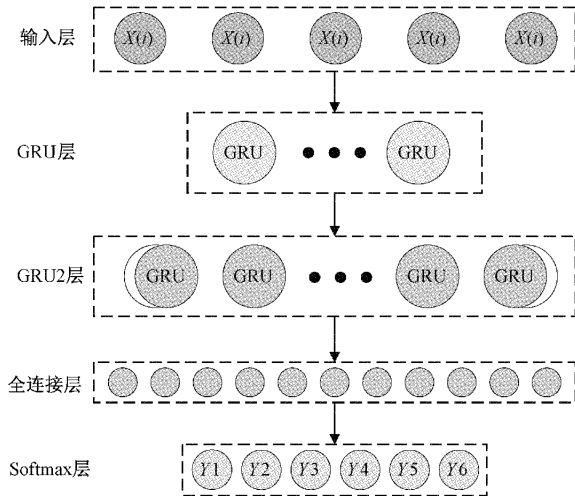 输入层 X(i) X(i) X(i) X(i) X(i)
GRU层 GRU GRU
GRU2层 GRU GRU GRU GRU
全连接层
Softmax层 Y1 Y2 Y3 Y4 Y5 Y6